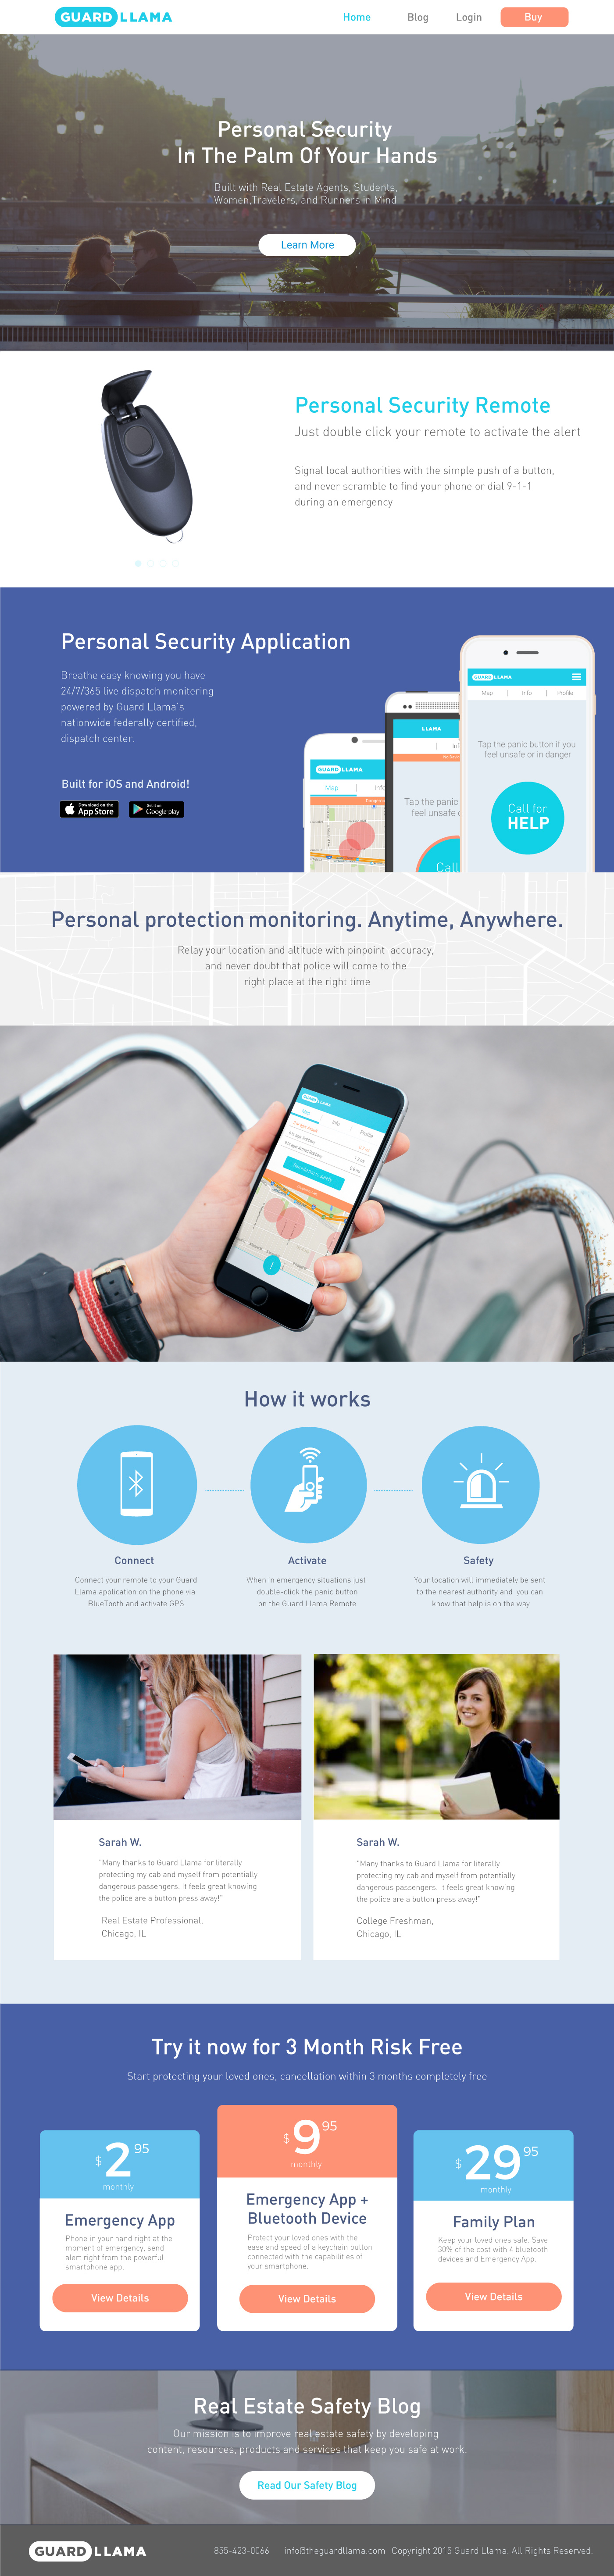 GUARD LLAMA
Home Blog Login Buy
Personal Security
In The Palm Of Your Hands
Built with Real Estate Agents, Students,
Women,Travelers, and Runners in Mind
Learn More
Personal Security Remote
Just double click your remote to activate the alert
Signal local authorities with the simple push of a button,
and never scramble to find your phone or dial 9-1-1
during an emergency
Personal Security Application
Breathe easy knowing you have
24/7/365 live dispatch monitering
powered by Guard Llama's
nationwide federally certified,
dispatch center.
Built for iOS and Android!
Download on the
App Store
Get it on
Google play
GUARD LLAMA
Map
LLAMA
Tap the panic
feel unsafe
Call
GUARD LLAMA
Map Info Profile
Tap the panic button if you
feel unsafe or in danger
Call for
HELP
Personal protection monitoring. Anytime, Anywhere.
Relay your location and altitude with pinpoint accuracy,
and never doubt that police will come to the
right place at the right time
GUARD LLAMA
Map Info Profile
How it works
Connect
Connect your remote to your Guard
Llama application on the phone via
BlueTooth and activate GPS
Activate
When in emergency situations just
double-click the panic button
on the Guard Llama Remote
Safety
Your location will immediately be sent
to the nearest authority and you can
know that help is on the way
Sarah W.
"Many thanks to Guard Llama for literally
protecting my cab and myself from potentially
dangerous passengers. It feels great knowing
the police are a button press away!"
Real Estate Professional,
Chicago, IL
Sarah W.
"Many thanks to Guard Llama for literally
protecting my cab and myself from potentially
dangerous passengers. It feels great knowing
the police are a button press away!"
College Freshman,
Chicago, IL
Try it now for 3 Month Risk Free
Start protecting your loved ones, cancellation within 3 months completely free
$ 2 95
monthly
Emergency App
Phone in your hand right at the
moment of emergency, send
alert right from the powerful
smartphone app.
View Details
$ 9 95
monthly
Emergency App +
Bluetooth Device
Protect your loved ones with the
ease and speed of a keychain button
connected with the capabilities of
your smartphone.
View Details
$ 29 95
monthly
Family Plan
Keep your loved ones safe. Save
30% of the cost with 4 bluetooth
devices and Emergency App.
View Details
Real Estate Safety Blog
Our mission is to improve real estate safety by developing
content, resources, products and services that keep you safe at work.
Read Our Safety Blog
GUARD LLAMA
855-423-0066 info@theguardllama.com Copyright 2015 Guard Llama. All Rights Reserved.